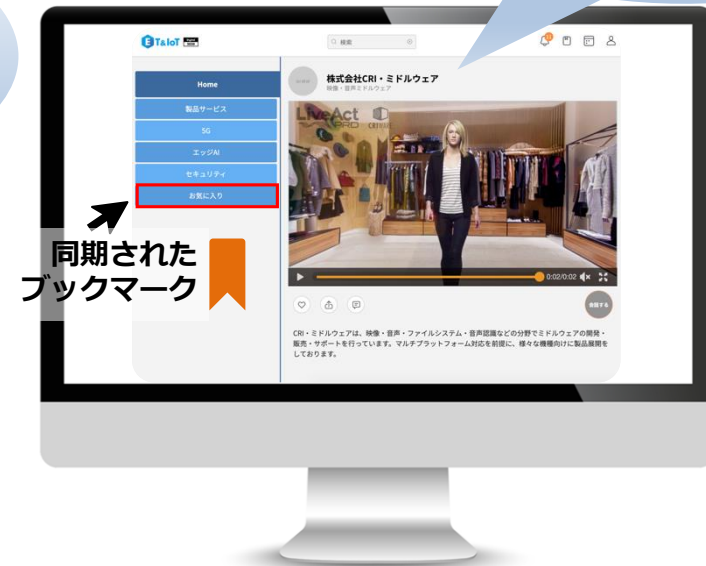 ET&IoT
検索
Home
製品サービス
5G
エッジAI
セキュリティ
お気に入り
株式会社CRI・ミドルウェア
映像・音声ミドルウェア
LiveAct
PRO
0:02/0:02
CRI・ミドルウェアは、映像・音声・ファイルシステム・音声認識などの分野でミドルウェアの開発・
販売・サポートを行っています。マルチプラットフォーム対応を前提に、様々な機種向けに製品展開を
しております。
同期された
ブックマーク